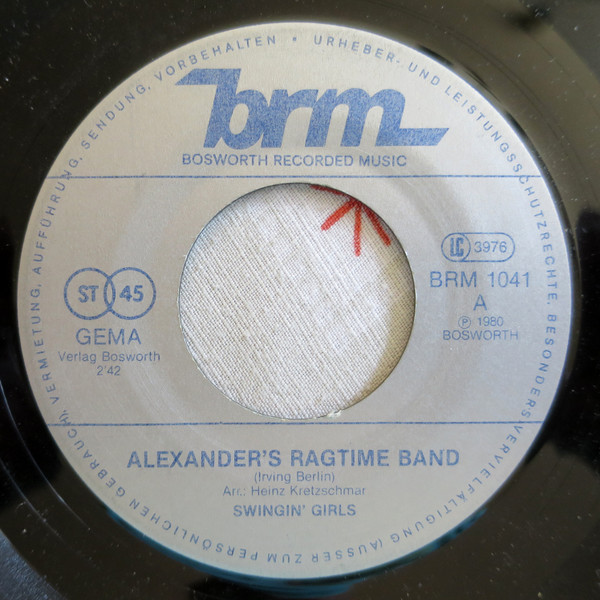 URHEBER- UND LEISTUNGSSCHUTZRECHTE, BESONDERS VERVIELFÄLTIGUNG (AUSSER ZUM PERSÖNLICHEN GEBRAUCH), VERMIETUNG, AUFFÜHRUNG, SENDUNG, VORBEHALTEN *
brm
BOSWORTH RECORDED MUSIC
ST 45
GEMA
Verlag Bosworth
2'42
LC 3976
BRM 1041
A
℗ 1980
BOSWORTH
ALEXANDER'S RAGTIME BAND
(Irving Berlin)
Arr.: Heinz Kretzschmar
SWINGIN' GIRLS